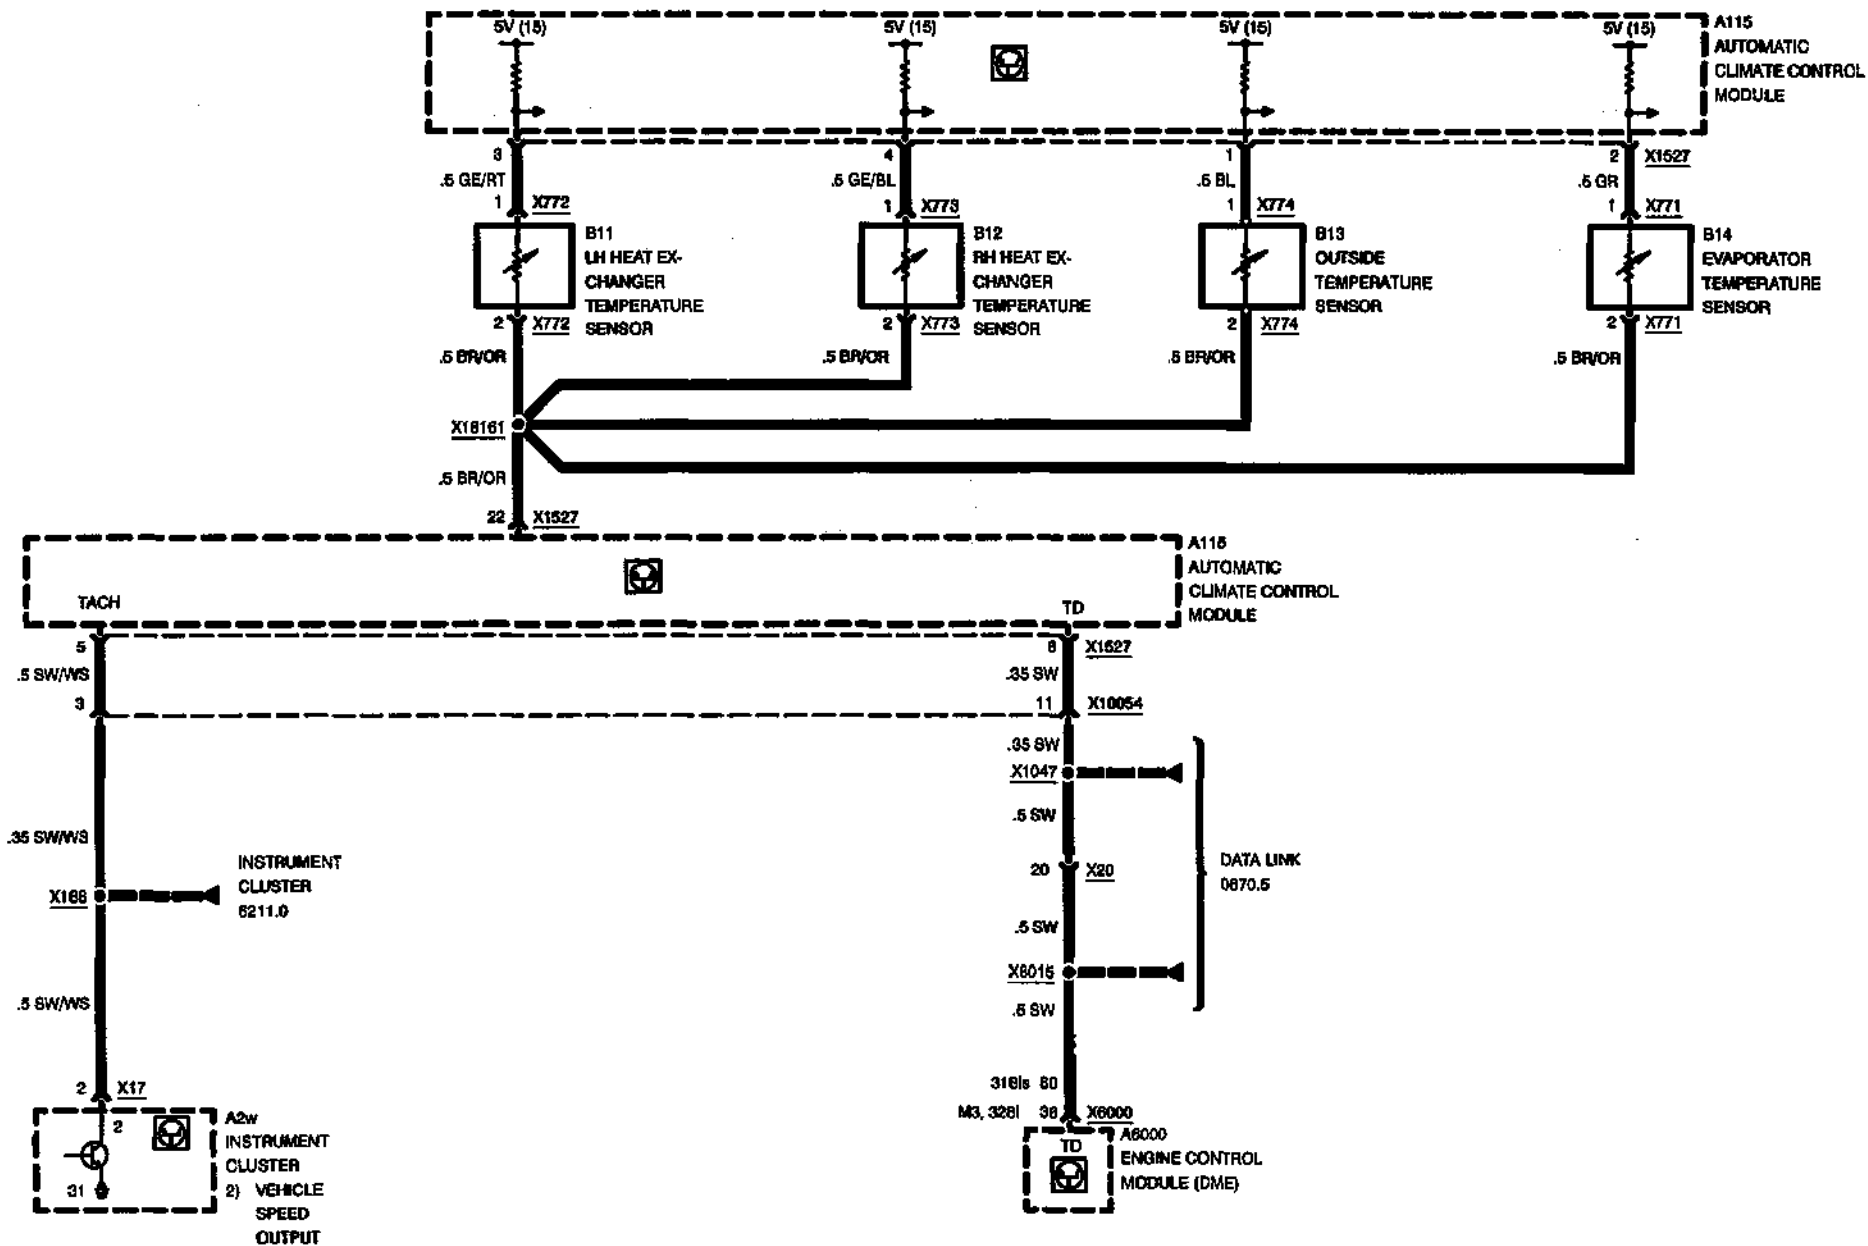 5V (15) 5V (15) 5V (15) 5V (15)
A115
AUTOMATIC
CLIMATE CONTROL
MODULE
3 4 1 2 X1527
.5 GE/RT .5 GE/BL .5 BL .5 GR
1 X772 1 X773 1 X774 1 X771
B11
LH HEAT EX-
CHANGER
TEMPERATURE
SENSOR
B12
RH HEAT EX-
CHANGER
TEMPERATURE
SENSOR
B13
OUTSIDE
TEMPERATURE
SENSOR
B14
EVAPORATOR
TEMPERATURE
SENSOR
2 X772 2 X773 2 X774 2 X771
.5 BR/OR .5 BR/OR .5 BR/OR .5 BR/OR
X18161
.5 BR/OR
22 X1527
A115
AUTOMATIC
CLIMATE CONTROL
MODULE
TACH TD
5 8 X1527
.5 SW/WS .35 SW
3 11 X10054
.35 SW
X1047
.5 SW
.35 SW/WS
20 X20
DATA LINK
0670.5
INSTRUMENT
CLUSTER
6211.0
X168
.5 SW
X6015
.5 SW/WS .5 SW
2 X17
318is 80
M3, 328i 38 X6000
A2w
INSTRUMENT
CLUSTER
2) VEHICLE
SPEED
OUTPUT
2
31
TD
A6000
ENGINE CONTROL
MODULE (DME)